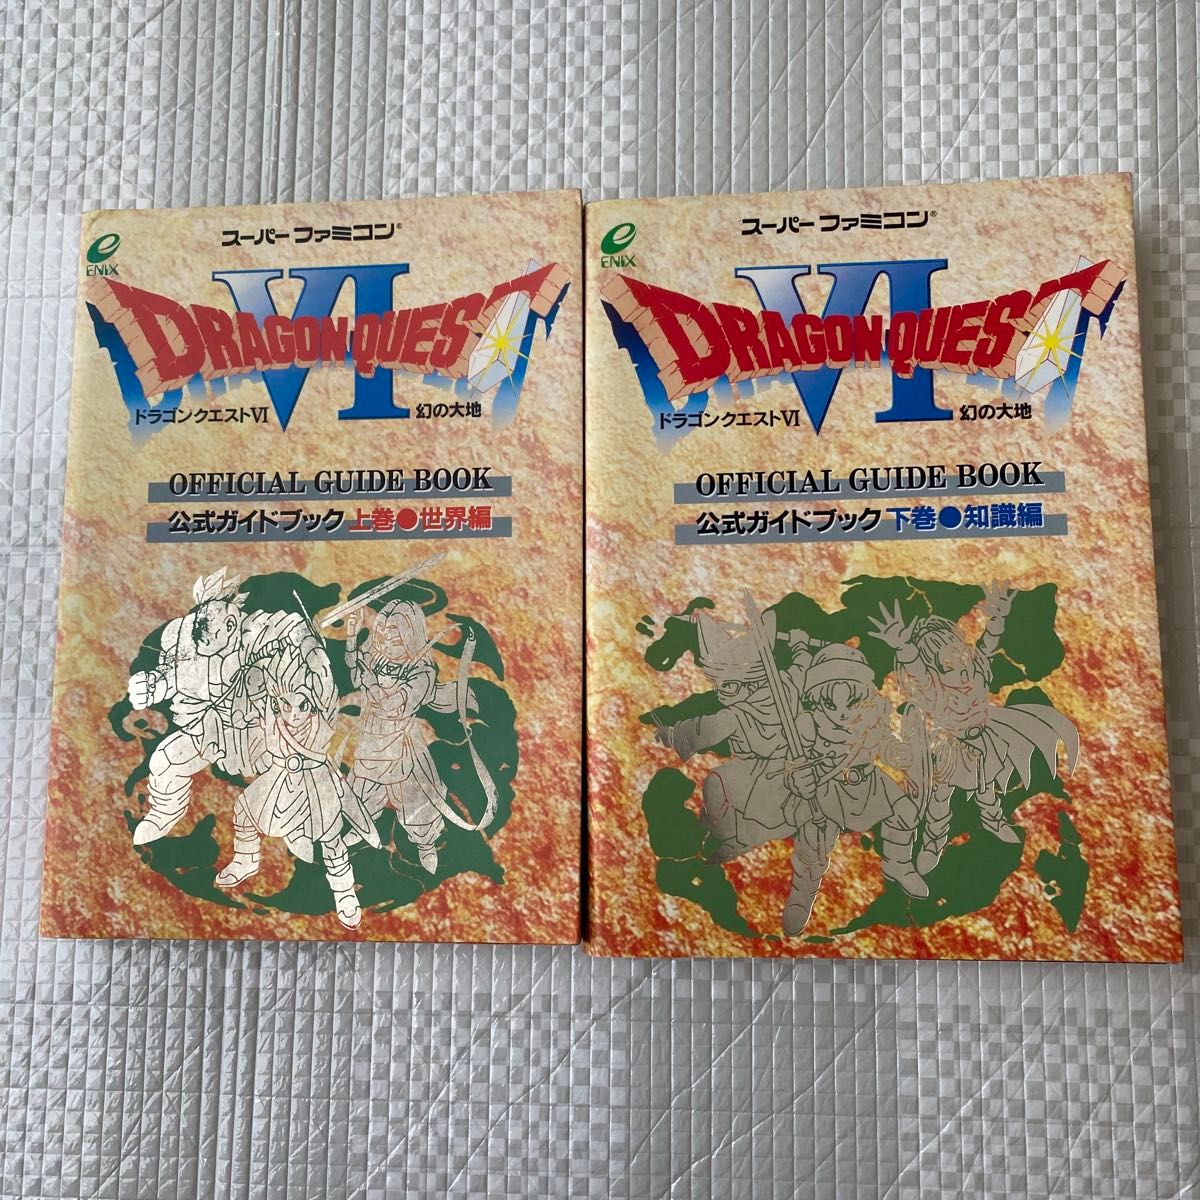 スーパーファミコン®
ENIX
VI
DRAGON QUEST
ドラゴンクエストVI 幻の大地
OFFICIAL GUIDE BOOK
公式ガイドブック 上巻●世界編
スーパーファミコン®
ENIX
VI
DRAGON QUEST
ドラゴンクエストVI 幻の大地
OFFICIAL GUIDE BOOK
公式ガイドブック 下巻●知識編